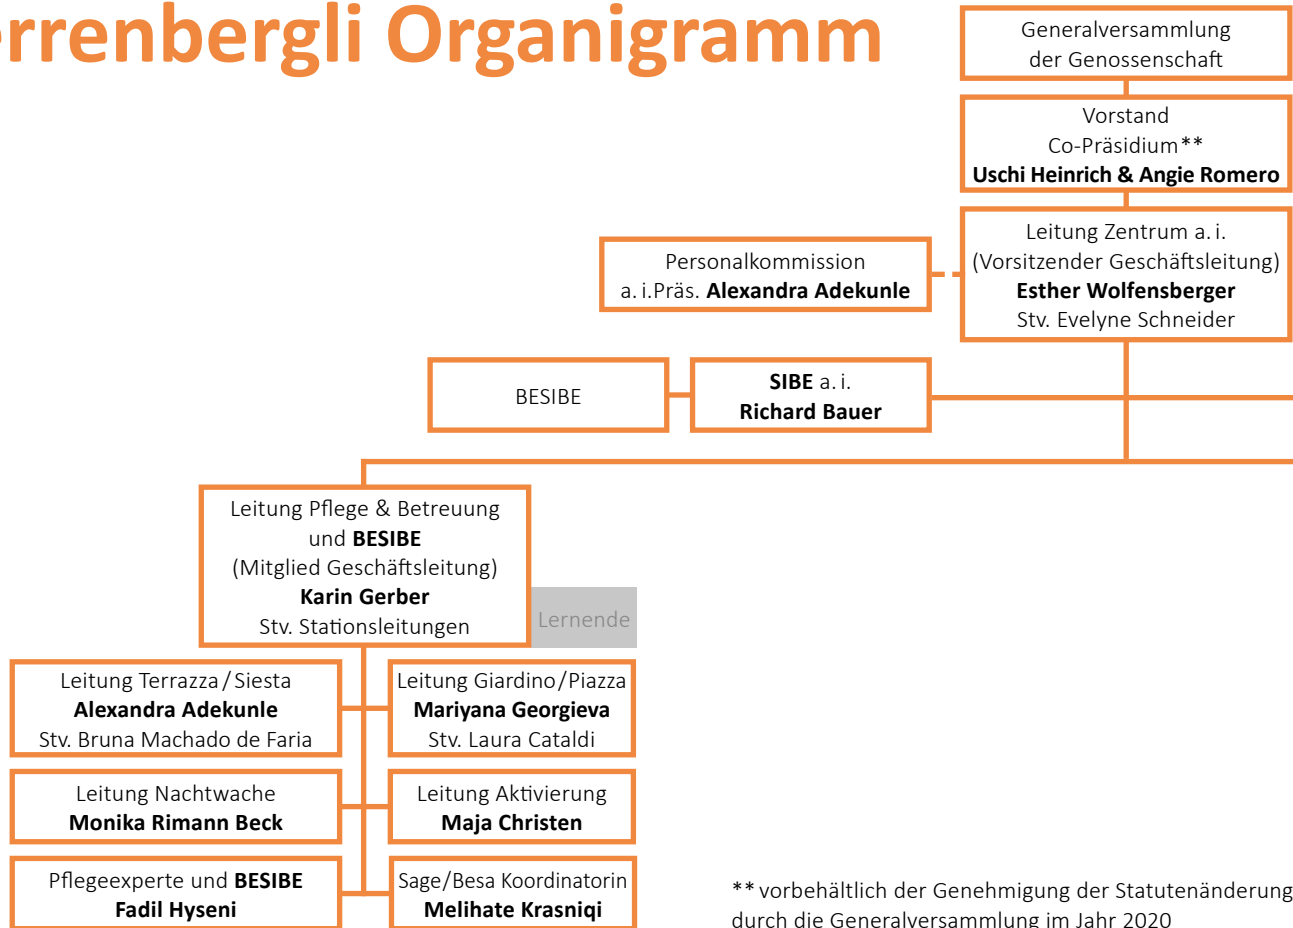 errenbergli Organigramm
Generalversammlung
der Genossenschaft
Vorstand
Co-Präsidium**
Uschi Heinrich & Angie Romero
Leitung Zentrum a. i.
(Vorsitzender Geschäftsleitung)
Esther Wolfensberger
Stv. Evelyne Schneider
Personalkommission
a. i.Präs. Alexandra Adekunle
BESIBE
SIBE a. i.
Richard Bauer
Leitung Pflege & Betreuung
und BESIBE
(Mitglied Geschäftsleitung)
Karin Gerber
Stv. Stationsleitungen
Lernende
Leitung Terrazza / Siesta
Alexandra Adekunle
Stv. Bruna Machado de Faria
Leitung Giardino/Piazza
Mariyana Georgieva
Stv. Laura Cataldi
Leitung Nachtwache
Monika Rimann Beck
Leitung Aktivierung
Maja Christen
Pflegeexperte und BESIBE
Fadil Hyseni
Sage/Besa Koordinatorin
Melihate Krasniqi
** vorbehältlich der Genehmigung der Statutenänderung
durch die Generalversammlung im Jahr 2020